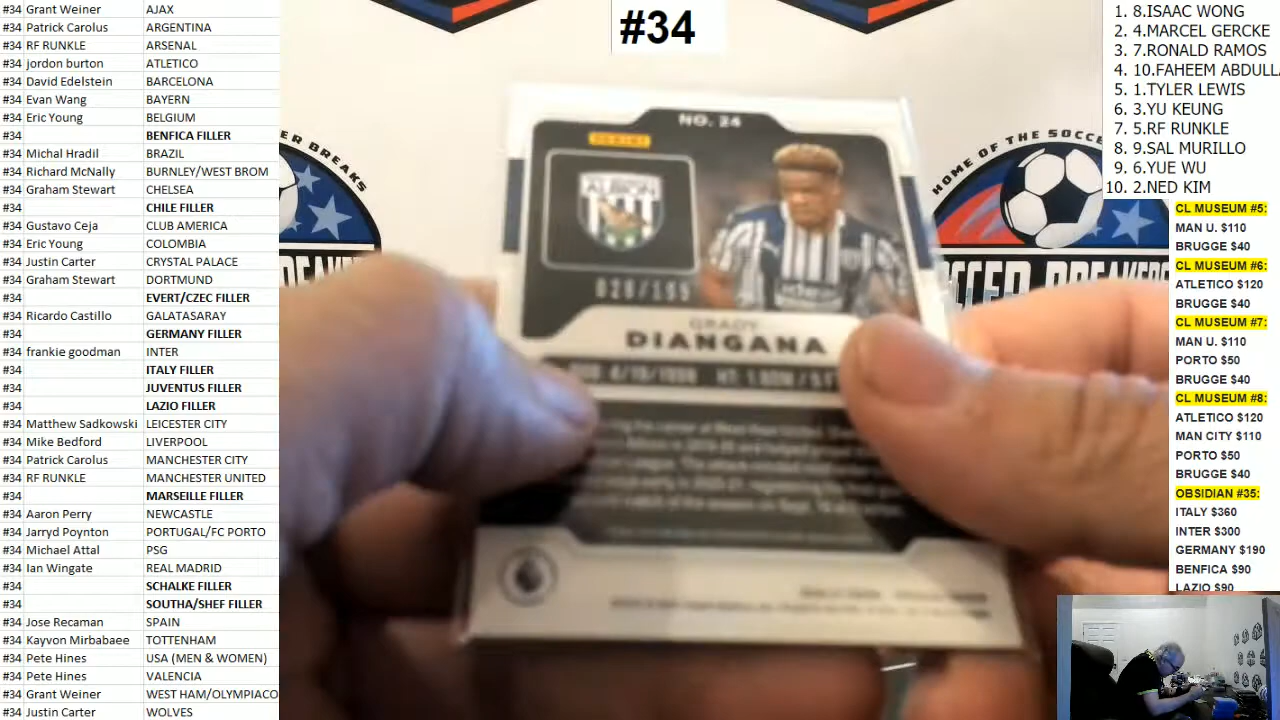 #34 Grant Weiner AJAX
#34 Patrick Carolus ARGENTINA
#34 RF RUNKLE ARSENAL
#34 jordon burton ATLETICO
#34 David Edelstein BARCELONA
#34 Evan Wang BAYERN
#34 Eric Young BELGIUM
#34 BENFICA FILLER
#34 Michal Hradil BRAZIL
#34 Richard McNally BURNLEY/WEST BROM
#34 Graham Stewart CHELSEA
#34 CHILE FILLER
#34 Gustavo Ceja CLUB AMERICA
#34 Eric Young COLOMBIA
#34 Justin Carter CRYSTAL PALACE
#34 Graham Stewart DORTMUND
#34 EVERT/CZEC FILLER
#34 Ricardo Castillo GALATASARAY
#34 GERMANY FILLER
#34 frankie goodman INTER
#34 ITALY FILLER
#34 JUVENTUS FILLER
#34 LAZIO FILLER
#34 Matthew Sadkowski LEICESTER CITY
#34 Mike Bedford LIVERPOOL
#34 Patrick Carolus MANCHESTER CITY
#34 RF RUNKLE MANCHESTER UNITED
#34 MARSEILLE FILLER
#34 Aaron Perry NEWCASTLE
#34 Jarryd Poynton PORTUGAL/FC PORTO
#34 Michael Attal PSG
#34 Ian Wingate REAL MADRID
#34 SCHALKE FILLER
#34 SOUTHA/SHEF FILLER
#34 Jose Recaman SPAIN
#34 Kayvon Mirbabaee TOTTENHAM
#34 Pete Hines USA (MEN & WOMEN)
#34 Pete Hines VALENCIA
#34 Grant Weiner WEST HAM/OLYMPIACO
#34 Justin Carter WOLVES
#34
ER BREAKS
NO. 24
PANINI
ALBION
GRADY
DIANGANA
HOME OF THE SOCCE
SOCCER BREAKER
1. 8.ISAAC WONG
2. 4.MARCEL GERCKE
3. 7.RONALD RAMOS
4. 10.FAHEEM ABDULL
5. 1.TYLER LEWIS
6. 3.YU KEUNG
7. 5.RF RUNKLE
8. 9.SAL MURILLO
9. 6.YUE WU
10. 2.NED KIM
CL MUSEUM #5:
MAN U. $110
BRUGGE $40
CL MUSEUM #6:
ATLETICO $120
BRUGGE $40
CL MUSEUM #7:
MAN U. $110
PORTO $50
BRUGGE $40
CL MUSEUM #8:
ATLETICO $120
MAN CITY $110
PORTO $50
BRUGGE $40
OBSIDIAN #35:
ITALY $360
INTER $300
GERMANY $190
BENFICA $90
LAZIO $90